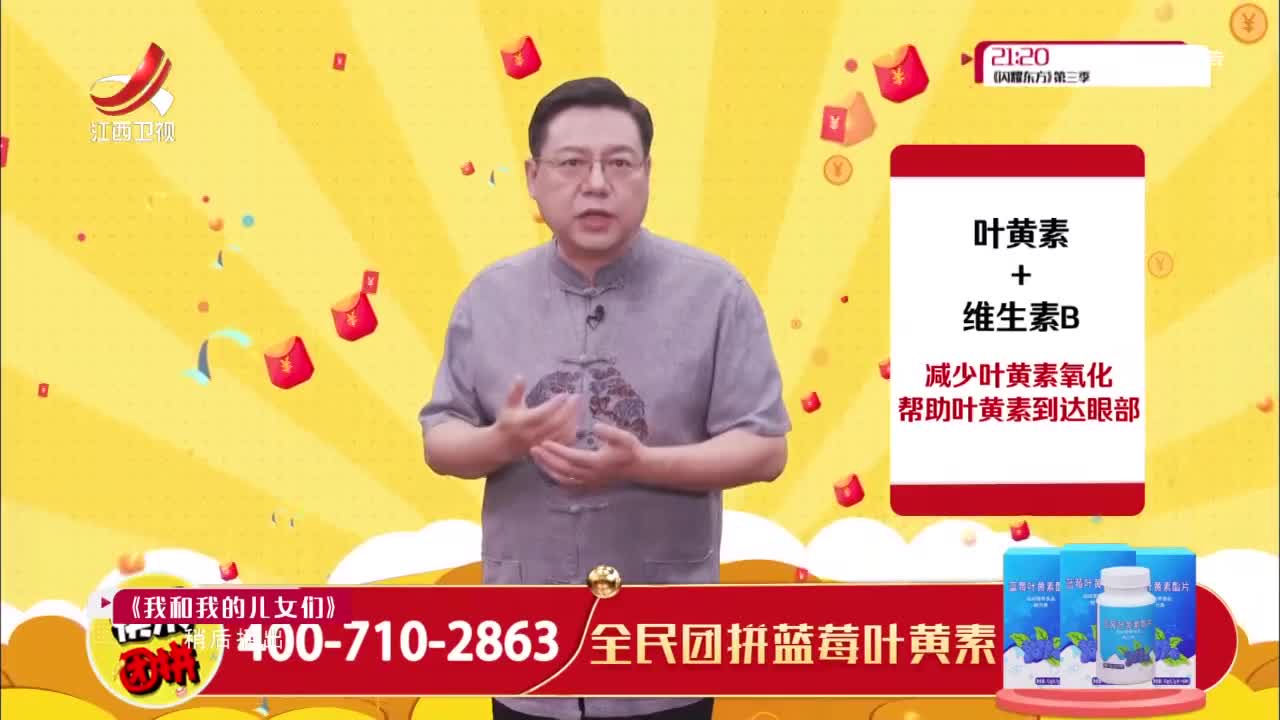 江西卫视
21:20
《闪耀东方》第三季
叶黄素
+
维生素B
减少叶黄素氧化
帮助叶黄素到达眼部
《我和我的儿女们》
稍后播出
团拼
400-710-2863
全民团拼蓝莓叶黄素